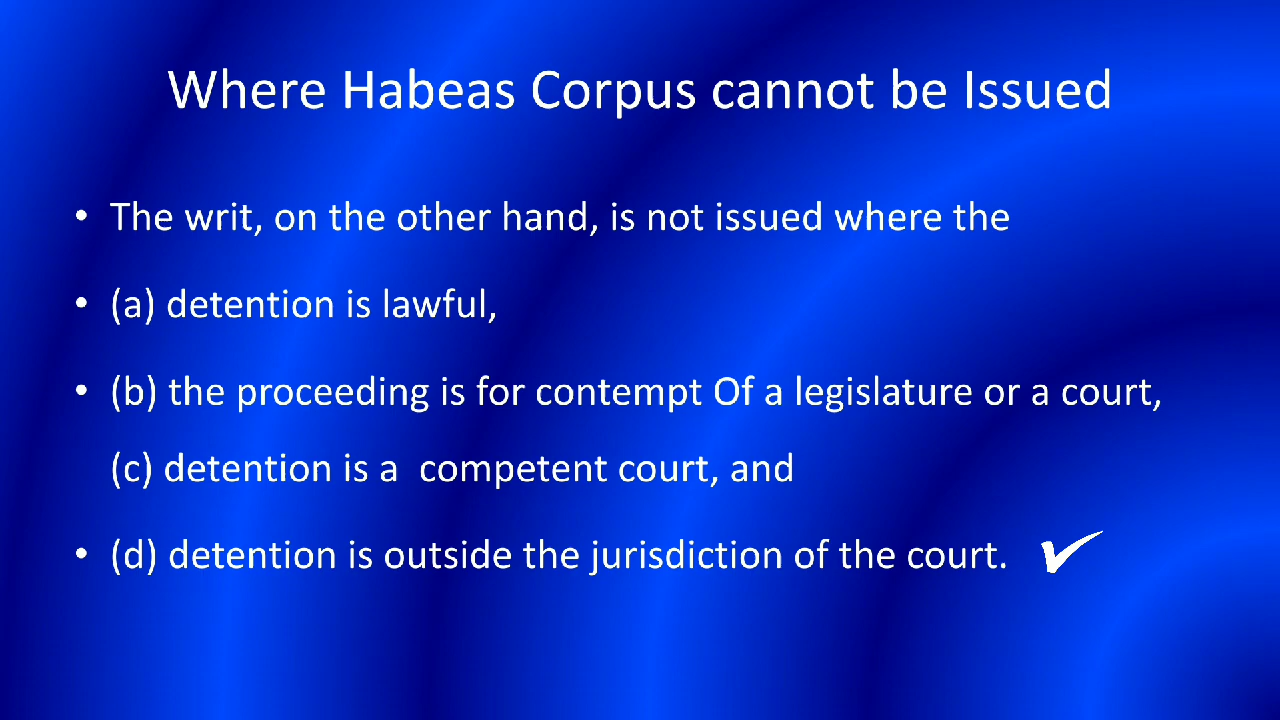 Where Habeas Corpus cannot be Issued
• The writ, on the other hand, is not issued where the
• (a) detention is lawful,
• (b) the proceeding is for contempt Of a legislature or a court,
(c) detention is a  competent court, and
• (d) detention is outside the jurisdiction of the court. ✓